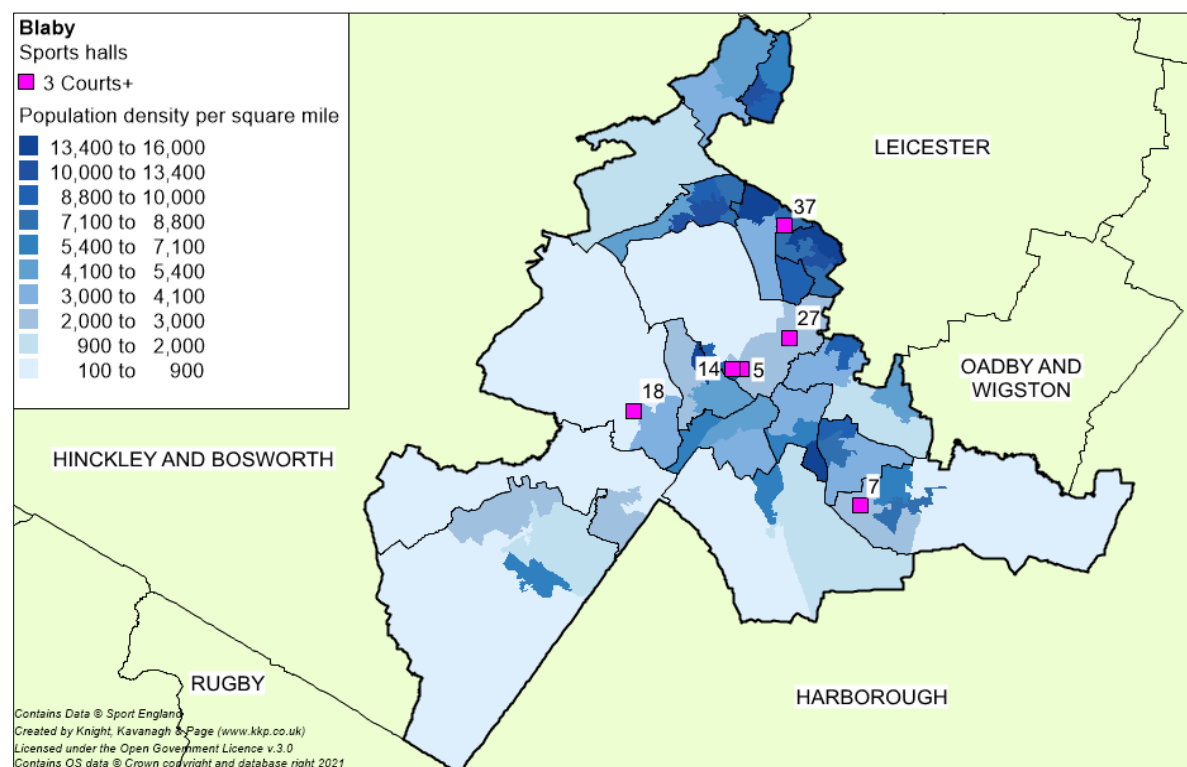 Blaby
Sports halls
3 Courts+
Population density per square mile
13,400 to 16,000
10,000 to 13,400
8,800 to 10,000
7,100 to 8,800
5,400 to 7,100
4,100 to 5,400
3,000 to 4,100
2,000 to 3,000
900 to 2,000
100 to 900
LEICESTER
37
27
OADBY AND
WIGSTON
14
5
18
HINCKLEY AND BOSWORTH
7
RUGBY
HARBOROUGH
Contains Data © Sport England
Created by Knight, Kavanagh & Page (www.kkp.co.uk)
Licensed under the Open Government Licence v.3.0
Contains OS data © Crown copyright and database right 2021